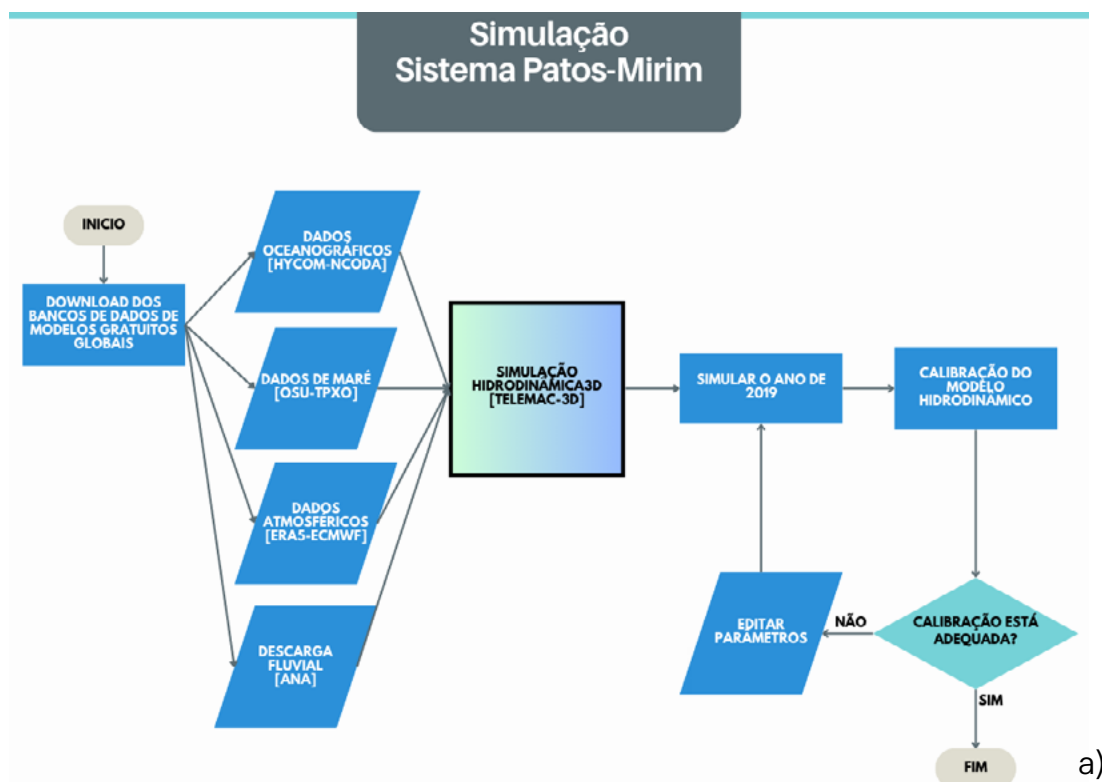 Simulação
Sistema Patos-Mirim
INICIO
DOWNLOAD DOS
BANCOS DE DADOS DE
MODELOS GRATUITOS
GLOBAIS
DADOS
OCEANOGRÁFICOS
[HYCOM-NCODA]
DADOS DE MARÉ
[OSU-TPXO]
DADOS
ATMOSFÉRICOS
[ERA5-ECMWF]
DESCARGA
FLUVIAL
[ANA]
SIMULAÇÃO
HIDRODINÂMICA3D
[TELEMAC-3D]
SIMULAR O ANO DE
2019
CALIBRAÇÃO DO
MODELO
HIDRODINÂMICO
CALIBRAÇÃO ESTÁ
ADEQUADA?
NÃO
EDITAR
PARÂMETROS
SIM
FIM
a)